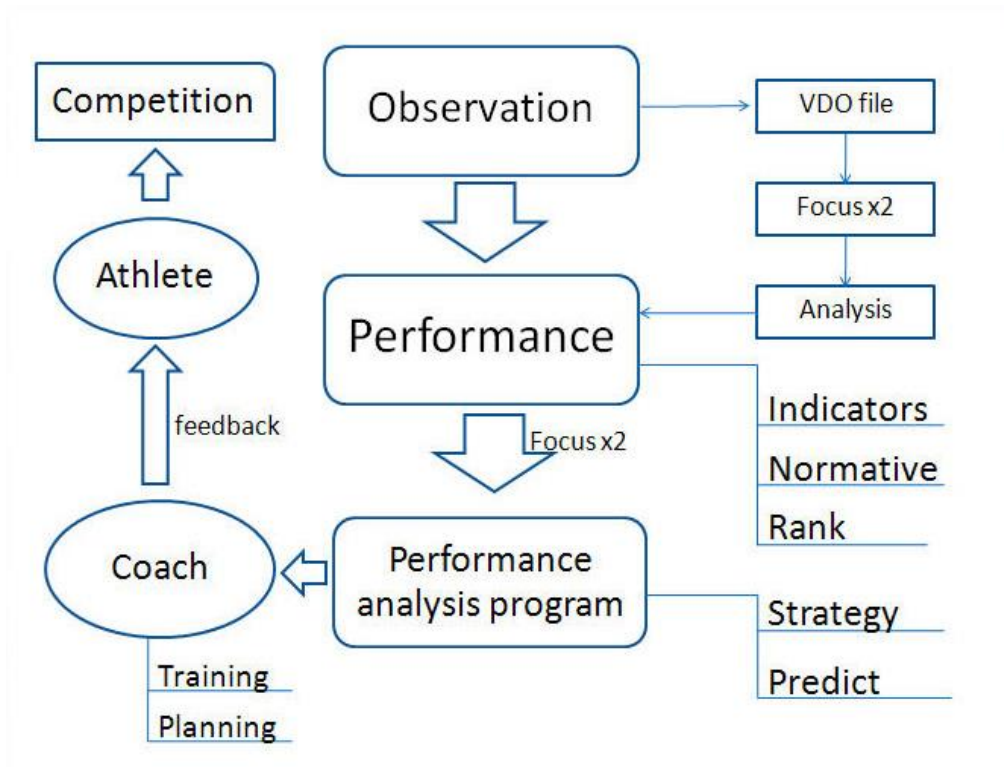 Competition
Observation
VDO file
Focus x2
Athlete
Analysis
Performance
feedback
Focus x2
Indicators
Normative
Rank
Coach
Performance
analysis program
Strategy
Predict
Training
Planning